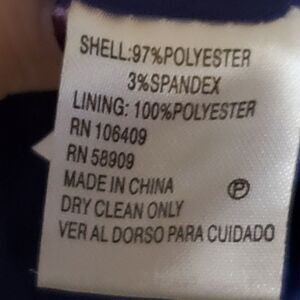 SHELL:97%POLYESTER
3%SPANDEX
LINING: 100%POLYESTER
RN 106409
RN 58909
MADE IN CHINA
Ⓟ
DRY CLEAN ONLY
VER AL DORSO PARA CUIDADO